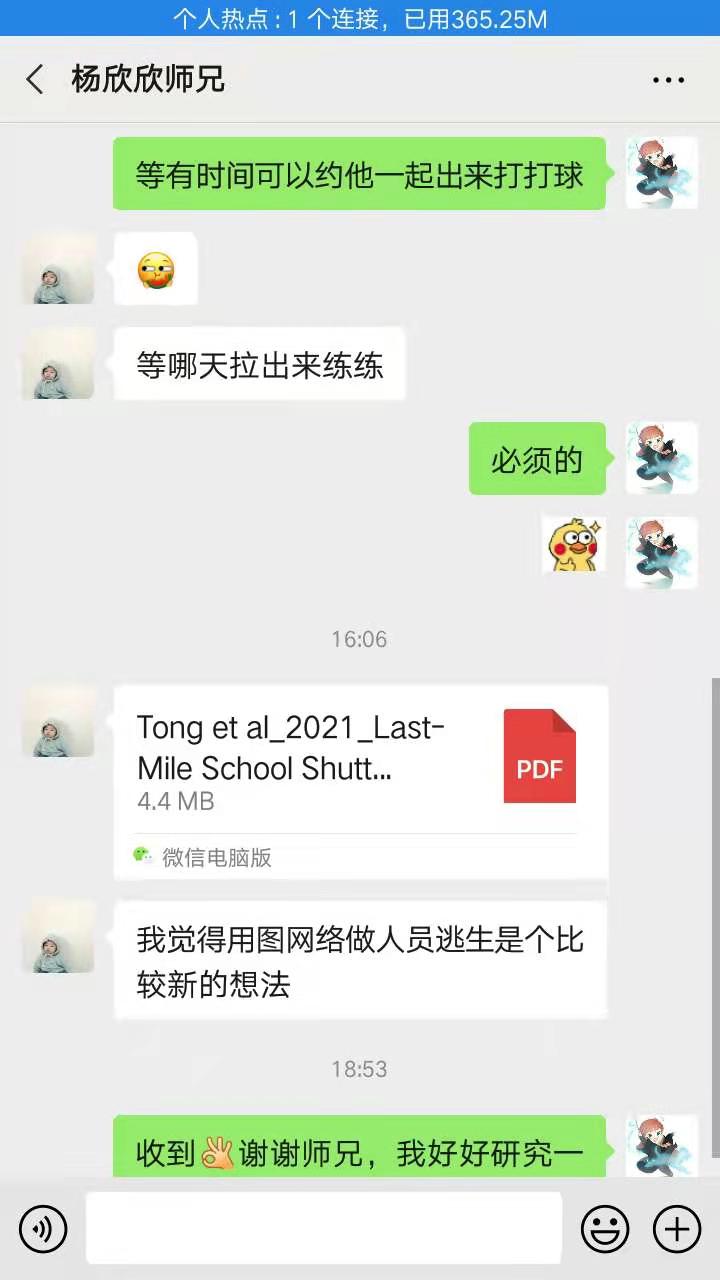 个人热点：1 个连接，已用365.25M
杨欣欣师兄
等有时间可以约他一起出来打打球
等哪天拉出来练练
必须的
16:06
Tong et al_2021_Last-
Mile School Shutt...
PDF
4.4 MB
微信电脑版
我觉得用图网络做人员逃生是个比
较新的想法
18:53
收到👌谢谢师兄，我好好研究一